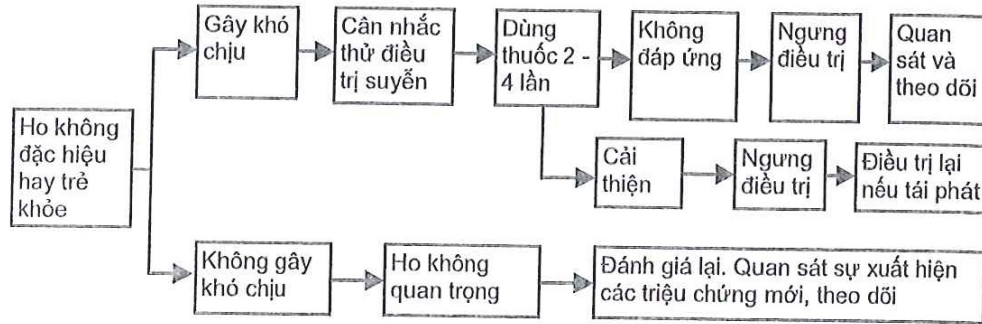 Gây khó
chịu
Cân nhắc
thử điều
trị suyễn
Dùng
thuốc 2 -
4 lần
Không
đáp ứng
Ngưng
điều trị
Quan
sát và
theo dõi
Ho không
đặc hiệu
hay trẻ
khỏe
Cải
thiện
Ngưng
điều trị
Điều trị lại
nếu tái phát
Không gây
khó chịu
Ho không
quan trọng
Đánh giá lại. Quan sát sự xuất hiện
các triệu chứng mới, theo dõi